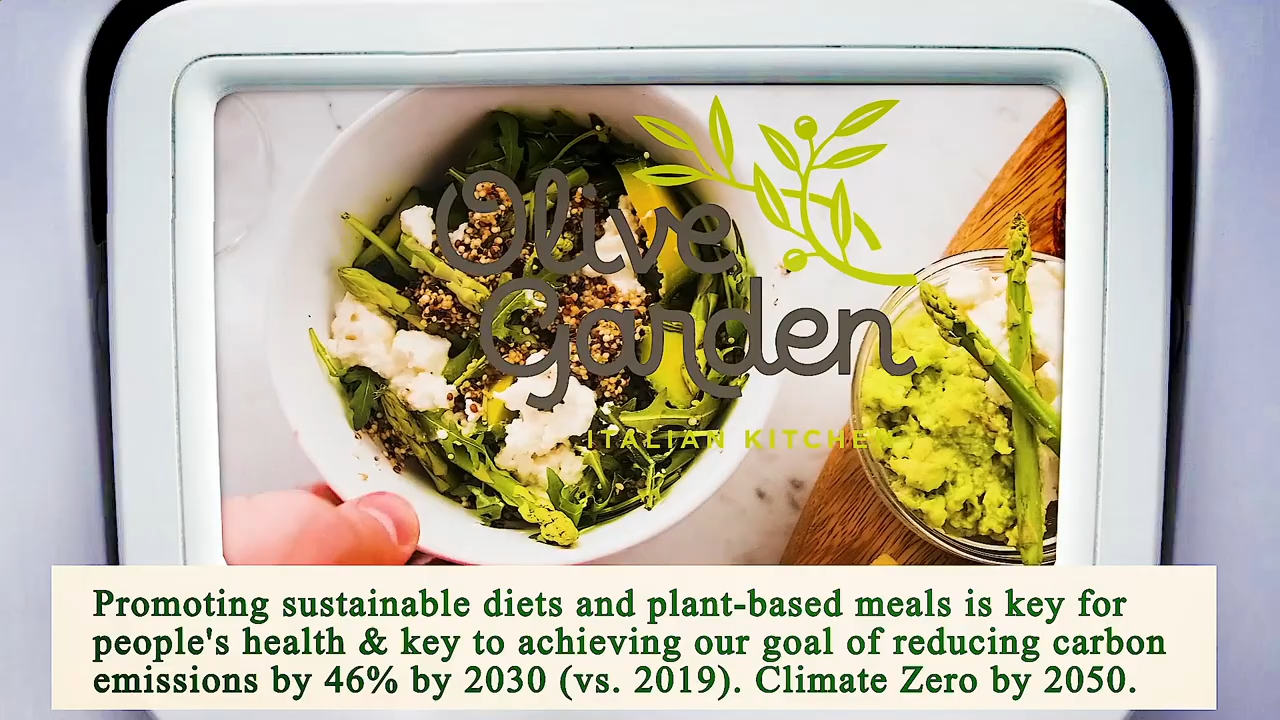 Olive
Garden
ITALIAN KITCHEN
Promoting sustainable diets and plant-based meals is key for
people's health & key to achieving our goal of reducing carbon
emissions by 46% by 2030 (vs. 2019). Climate Zero by 2050.